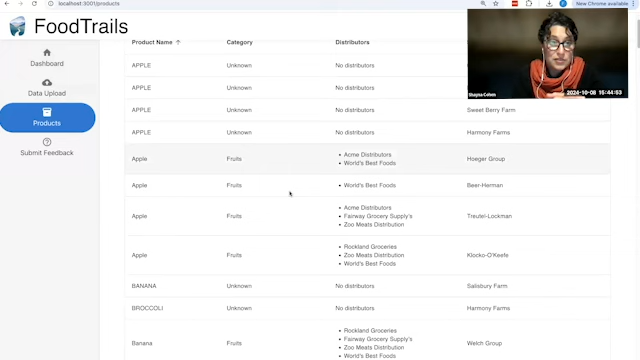 localhost:3001/products
New Chrome available
FoodTrails
Dashboard
Data Upload
Products
Submit Feedback
Product Name ↑ Category Distributors
APPLE Unknown No distributors
APPLE Unknown No distributors
APPLE Unknown No distributors Sweet Berry Farm
APPLE Unknown No distributors Harmony Farms
Apple Fruits • Acme Distributors • World's Best Foods Hoeger Group
Apple Fruits • World's Best Foods Beer-Herman
Apple Fruits • Acme Distributors • Fairway Grocery Supply's • Zoo Meats Distribution Treutel-Lockman
Apple Fruits • Rockland Groceries • Zoo Meats Distribution • World's Best Foods Klocko-O'Keefe
BANANA Unknown No distributors Salisbury Farm
BROCCOLI Unknown No distributors Harmony Farms
Banana Fruits • Rockland Groceries • Fairway Grocery Supply's • Zoo Meats Distribution • World's Best Foods Welch Group
Shayna Cohen
2024-10-08 15:44:53